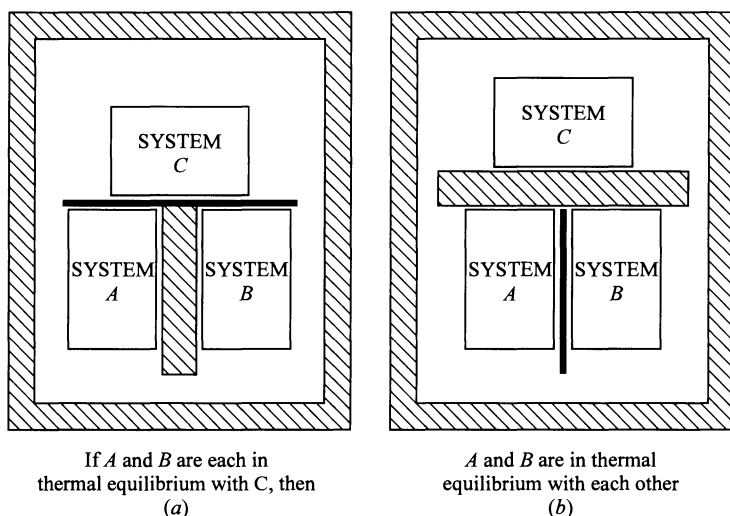 SYSTEM
C
SYSTEM
A
SYSTEM
B
If A and B are each in
thermal equilibrium with C, then
(a)
SYSTEM
C
SYSTEM
A
SYSTEM
B
A and B are in thermal
equilibrium with each other
(b)